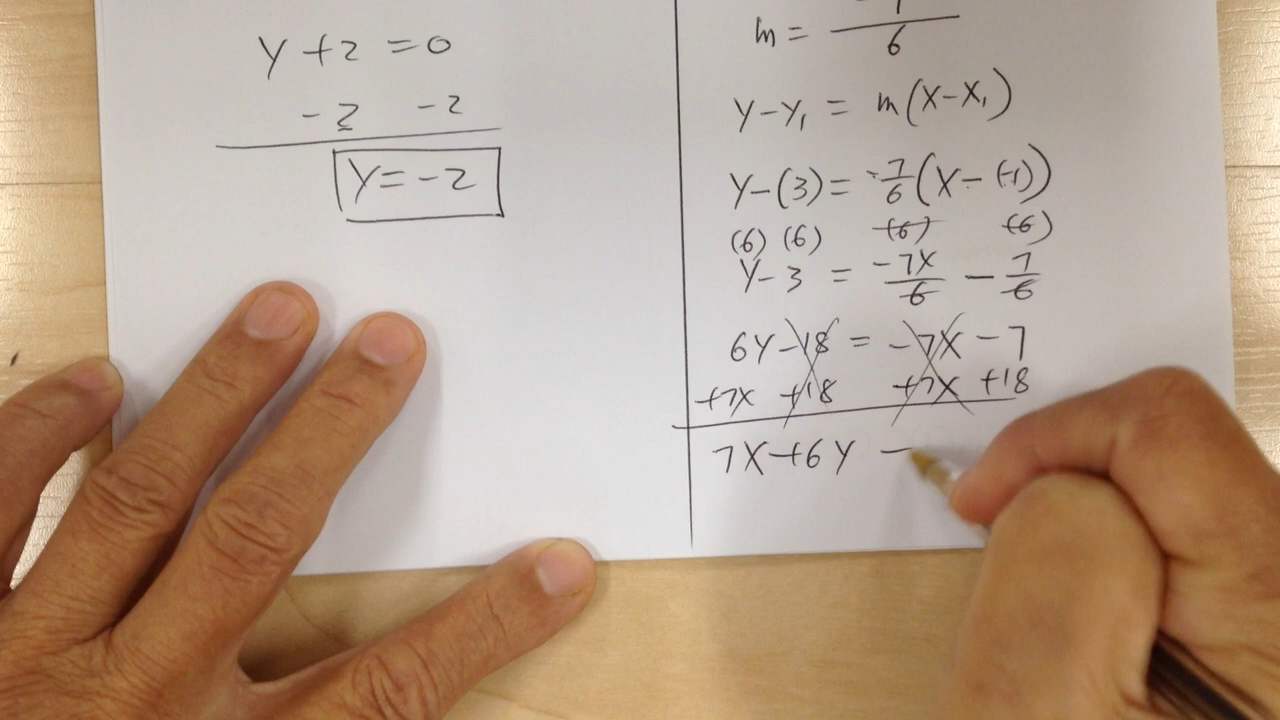 Y + 2 = 0
- 2 - 2
Y = - 2
m = -7/6
Y - Y₁ = m(X - X₁)
Y - (3) = -7/6 (X - (-1))
(6) (6) (6) (6)
Y - 3 = -7X/6 - 7/6
6Y - 18 = -7X - 7
+7X +18 +7X +18
7X + 6Y